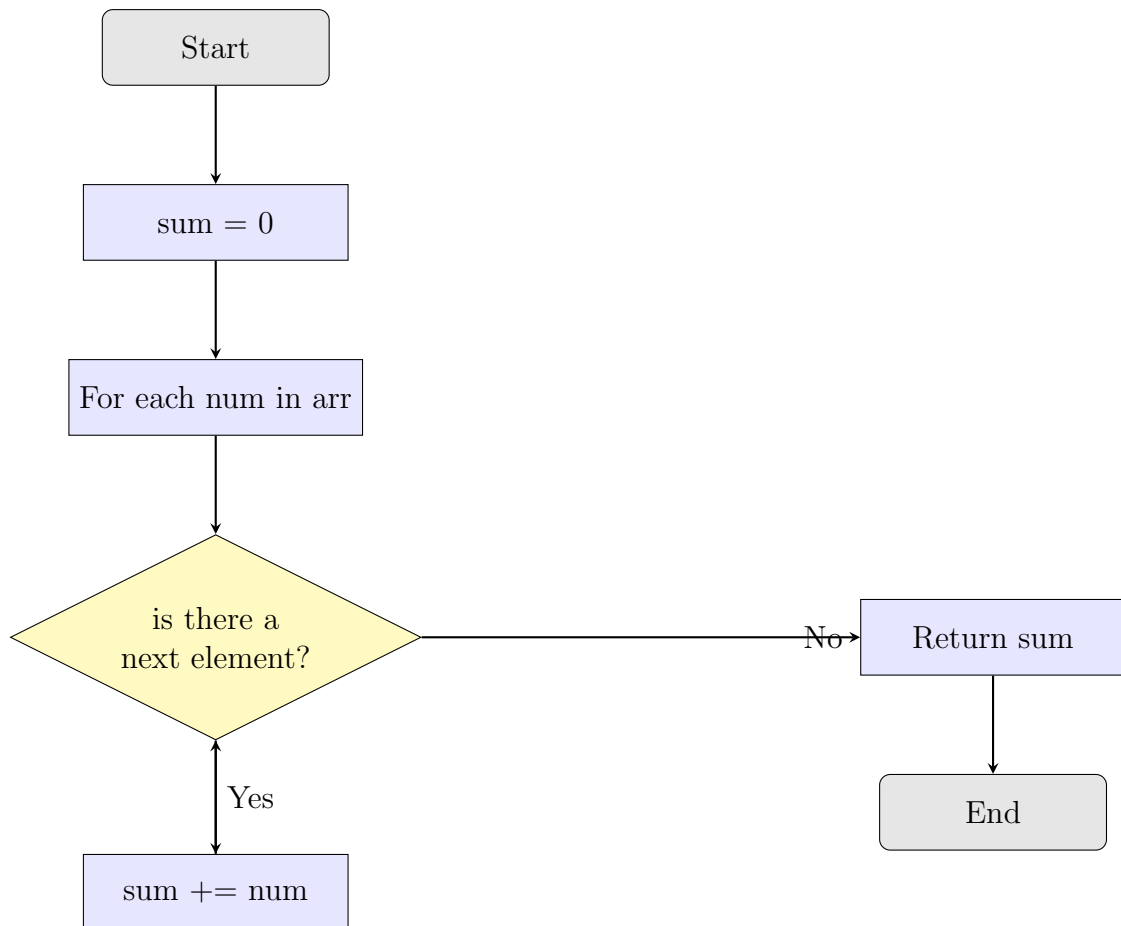 Start
sum = 0
For each num in arr
is there a
next element?
No
Return sum
Yes
End
sum += num